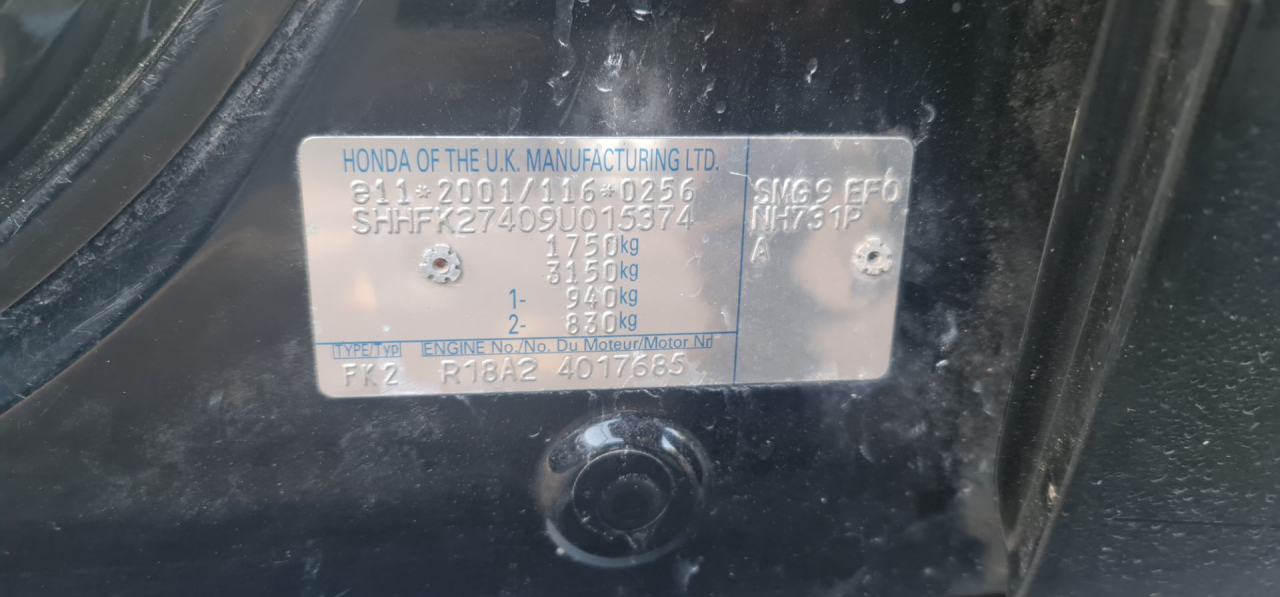 HONDA OF THE U.K. MANUFACTURING LTD.
e11*2001/116*0256
SHHFK27409U015374
1750kg
3150kg
1- 940kg
2- 830kg
TYPE/Typ ENGINE No./No. Du Moteur/Motor Nr
FK2 R18A2 4017685
SMG9 EF0
NH731P
A